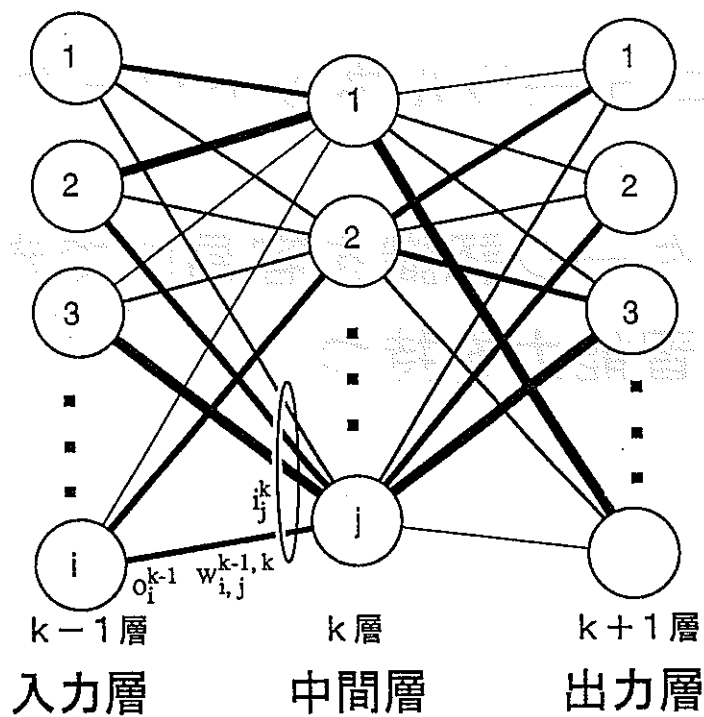 1 1 1
2 2 2
3 3
i j
i_j^k
o_i^{k-1} w_{i,j}^{k-1,k}
k−1層 k層 k+1層
入力層 中間層 出力層